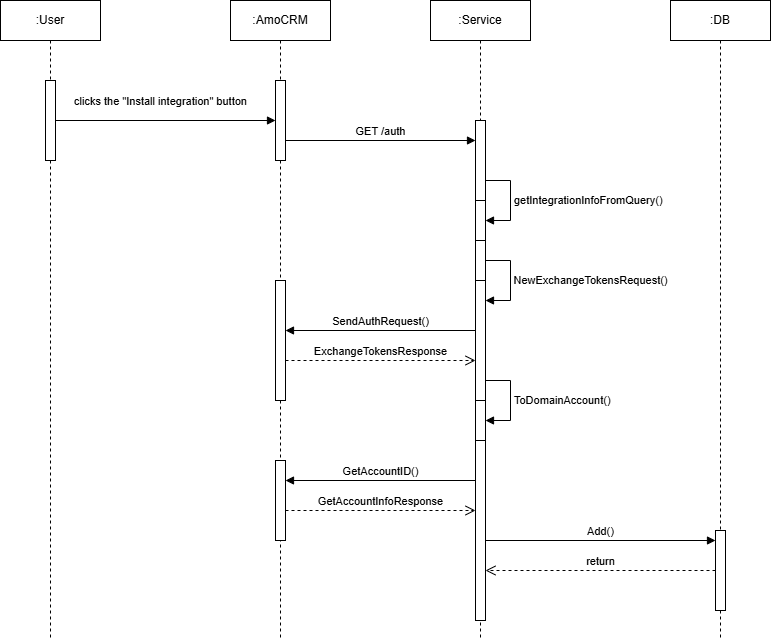 :User
:AmoCRM
:Service
:DB
clicks the "Install integration" button
GET /auth
getIntegrationInfoFromQuery()
NewExchangeTokensRequest()
SendAuthRequest()
ExchangeTokensResponse
ToDomainAccount()
GetAccountID()
GetAccountInfoResponse
Add()
return